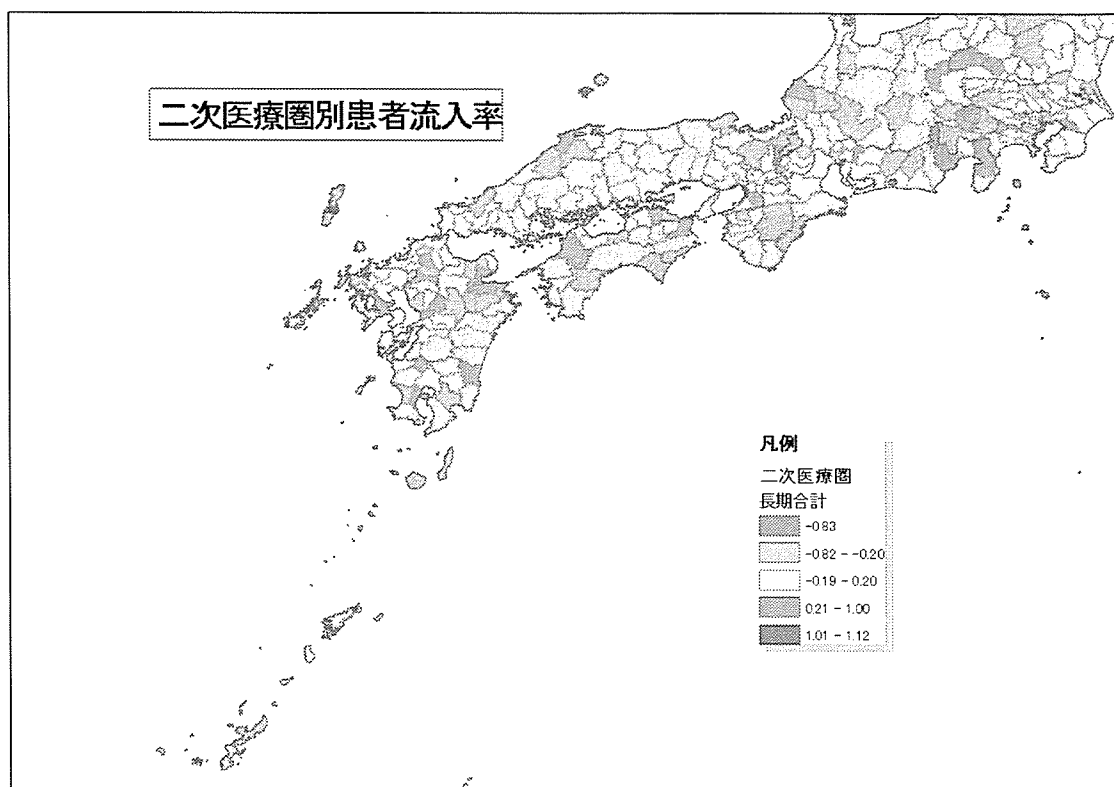 二次医療圏別患者流入率
凡例
二次医療圏
長期合計
-0.83
-0.82 - -0.20
-0.19 - 0.20
0.21 - 1.00
1.01 - 1.12